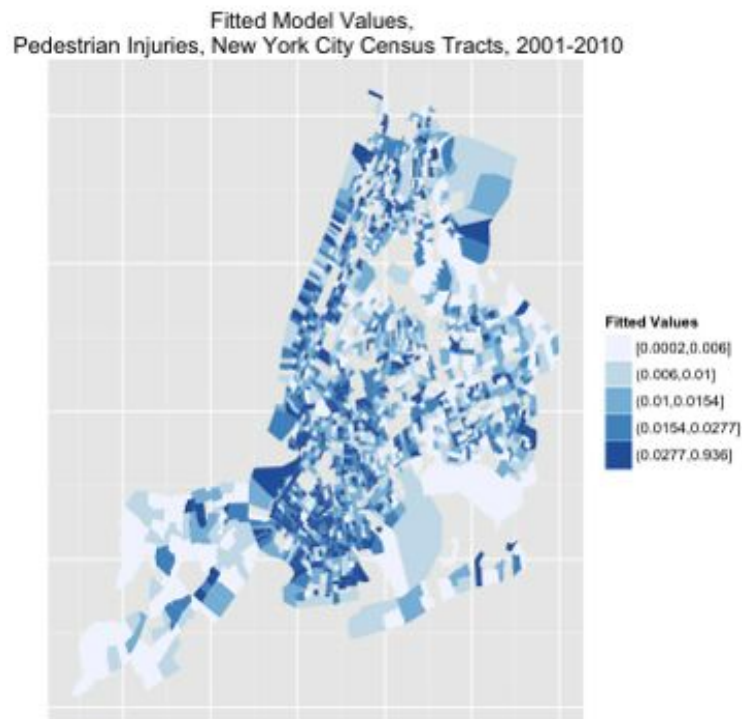 Fitted Model Values,
Pedestrian Injuries, New York City Census Tracts, 2001-2010
Fitted Values
[0.0002,0.006]
(0.006,0.01]
(0.01,0.0154]
(0.0154,0.0277]
(0.0277,0.936]